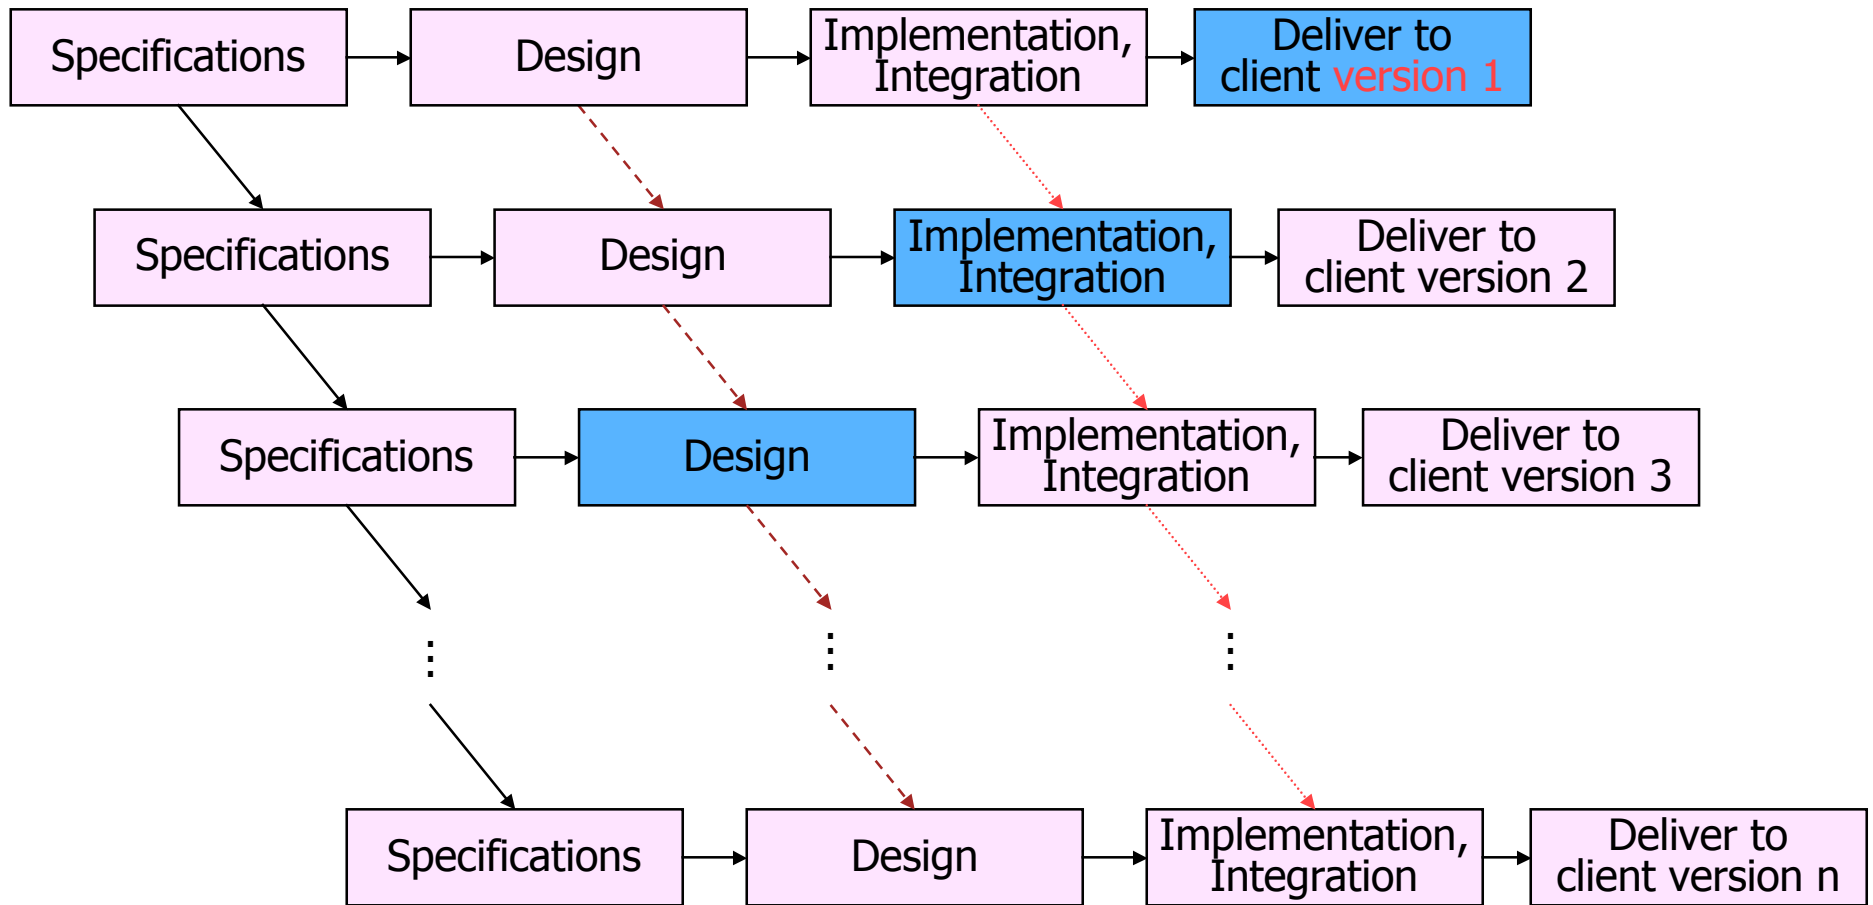 Specifications
Design
Implementation,
Integration
Deliver to
client version 1
Specifications
Design
Implementation,
Integration
Deliver to
client version 2
Specifications
Design
Implementation,
Integration
Deliver to
client version 3
⋮
⋮
⋮
Specifications
Design
Implementation,
Integration
Deliver to
client version n